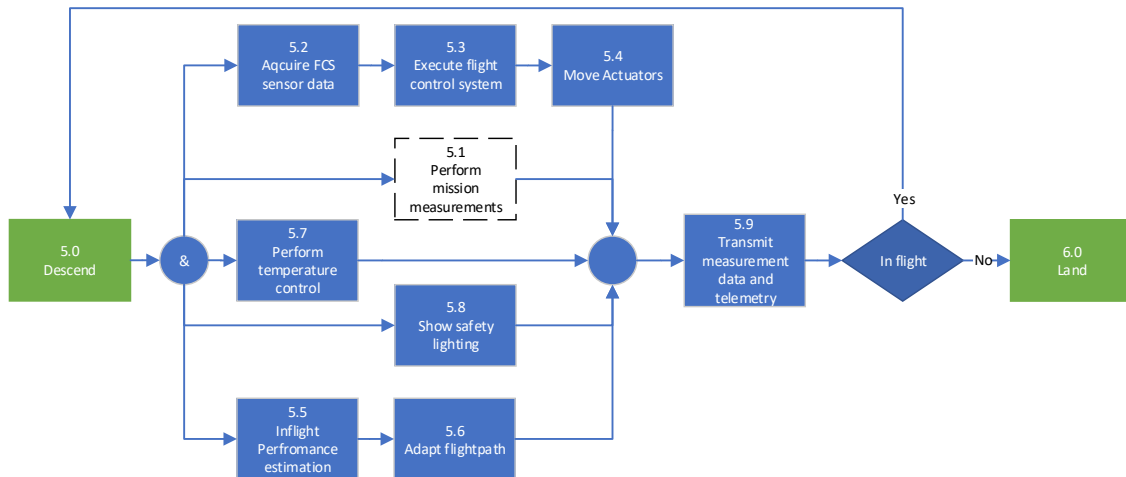 5.2
Aqcuire FCS
sensor data
5.3
Execute flight
control system
5.4
Move Actuators
5.1
Perform
mission
measurements
Yes
5.0
Descend
&
5.7
Perform
temperature
control
5.9
Transmit
measurement
data and
telemetry
In flight
No
6.0
Land
5.8
Show safety
lighting
5.5
Inflight
Perfromance
estimation
5.6
Adapt flightpath